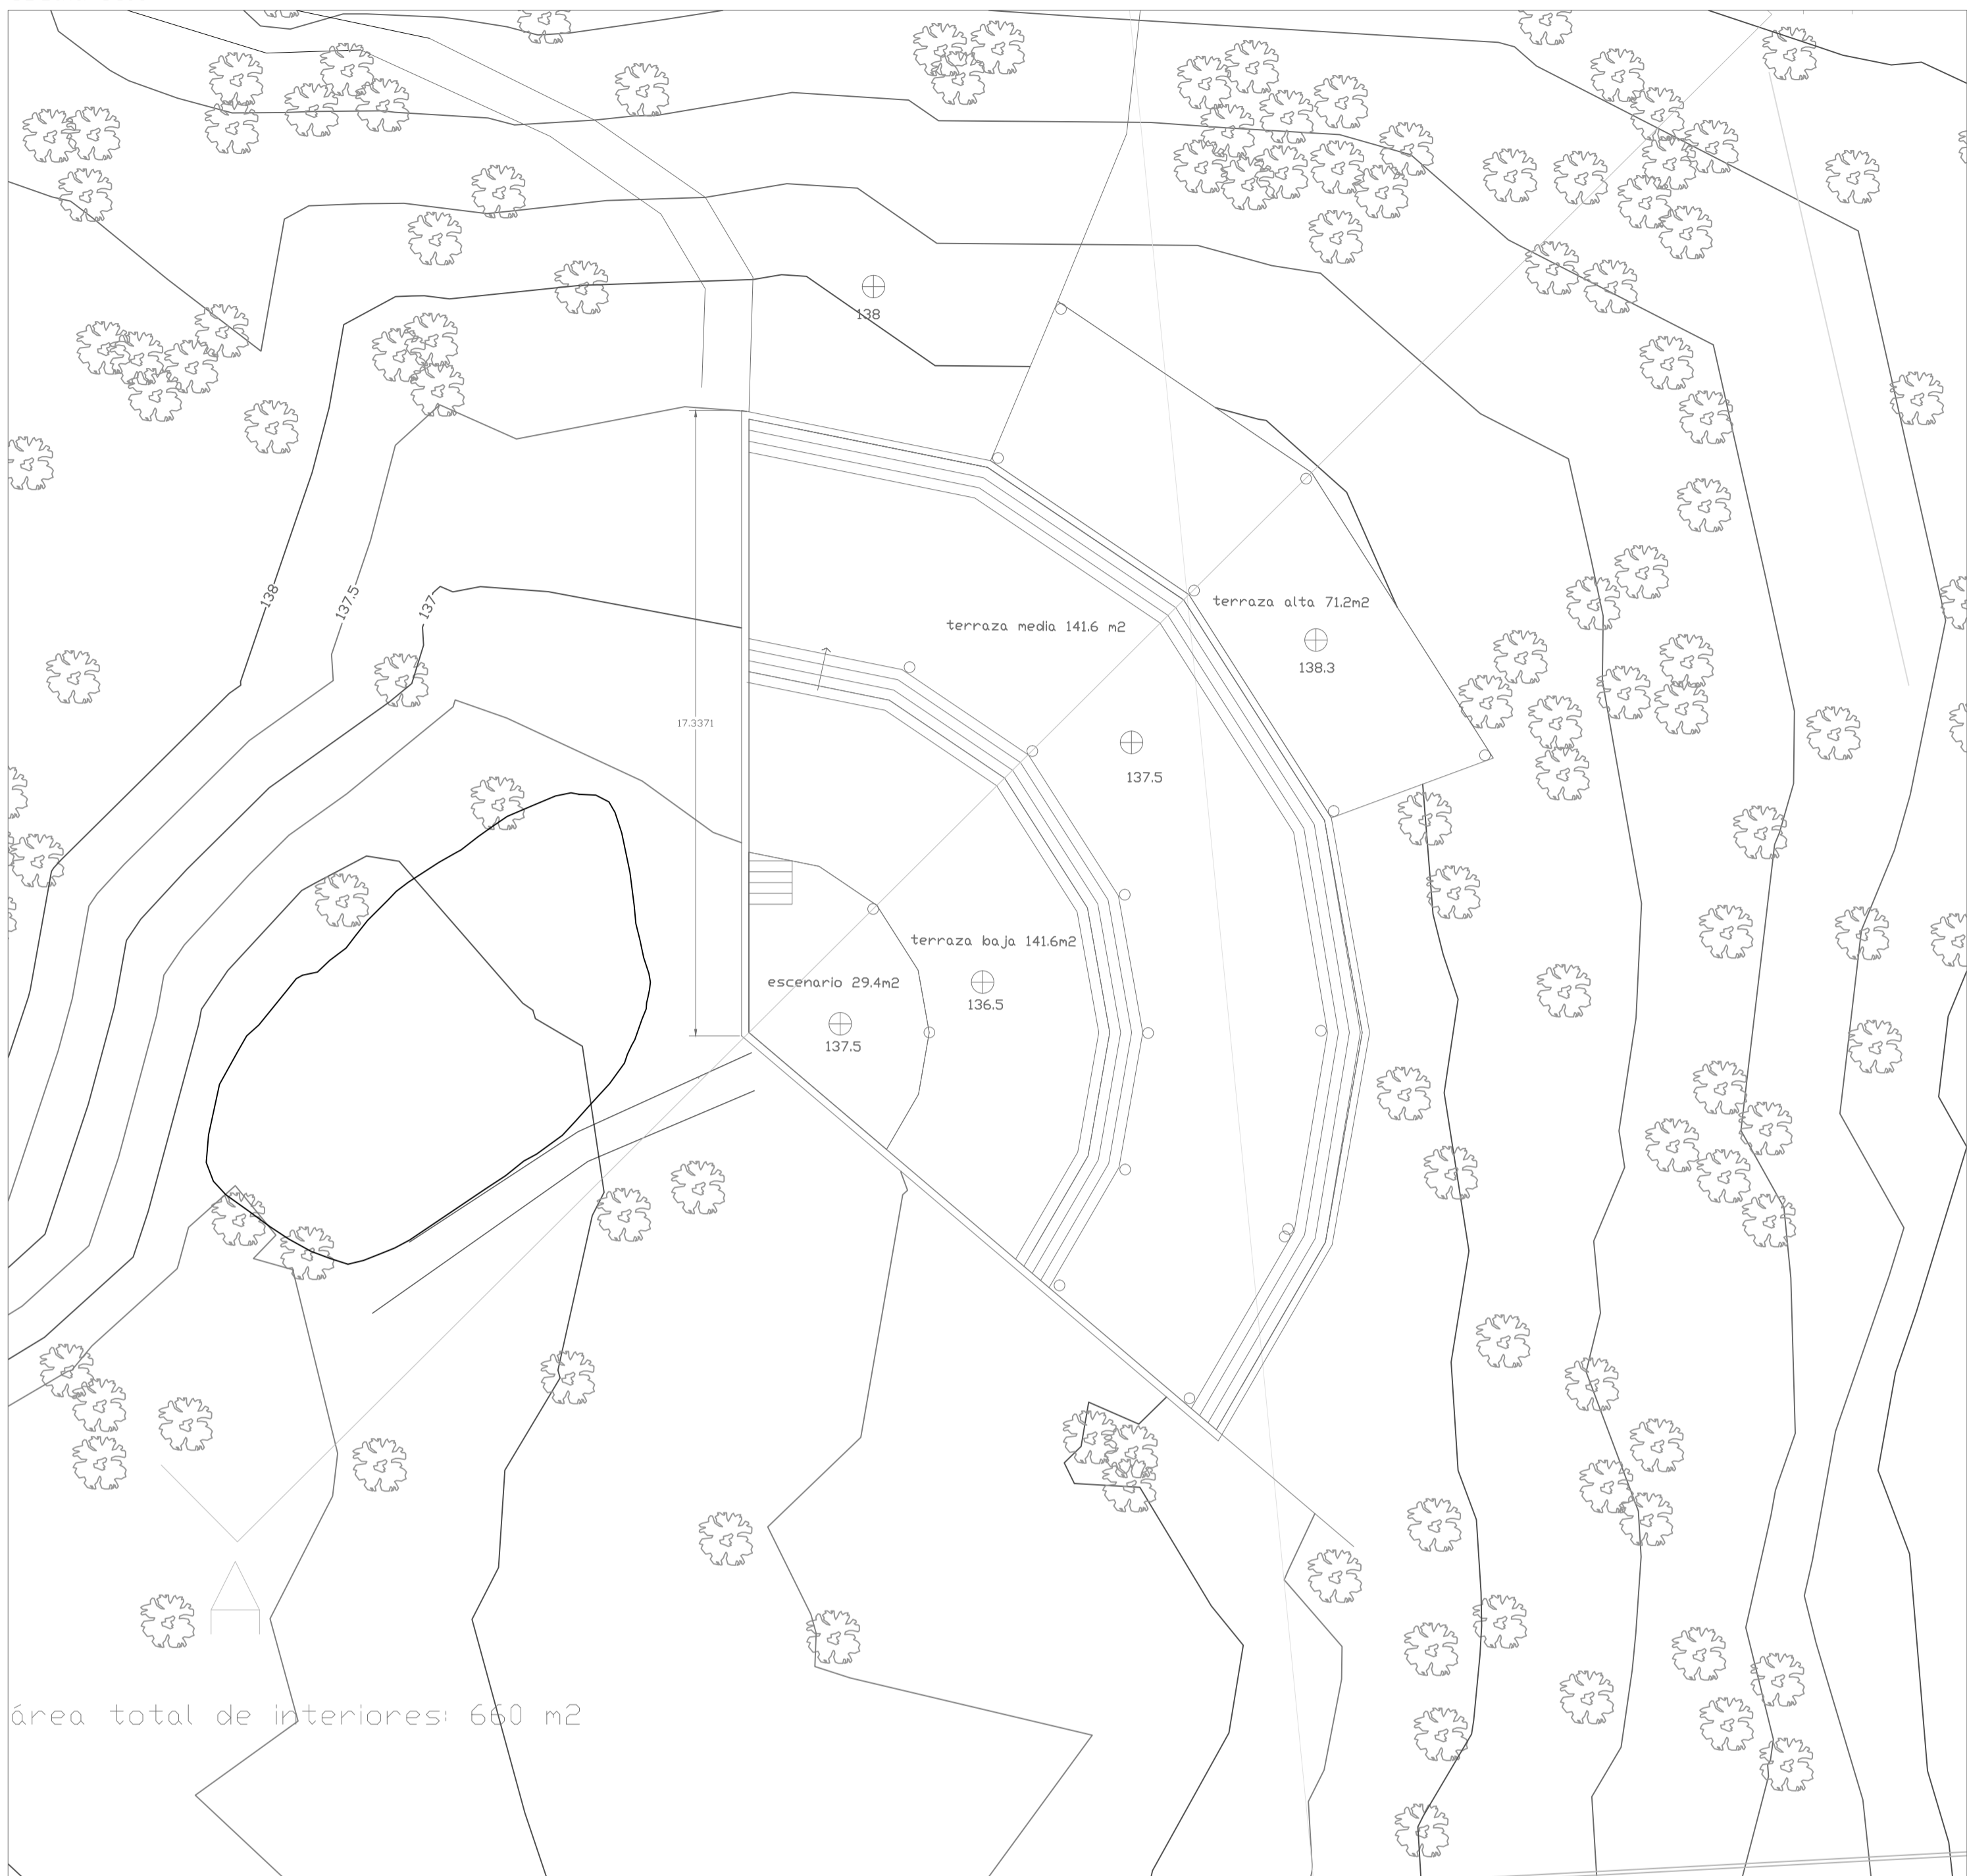 138
138
137.5
137
terraza alta 71.2m2
terraza media 141.6 m2
138.3
17.3371
137.5
terraza baja 141.6m2
escenario 29.4m2
136.5
137.5
área total de interiores: 660 m2